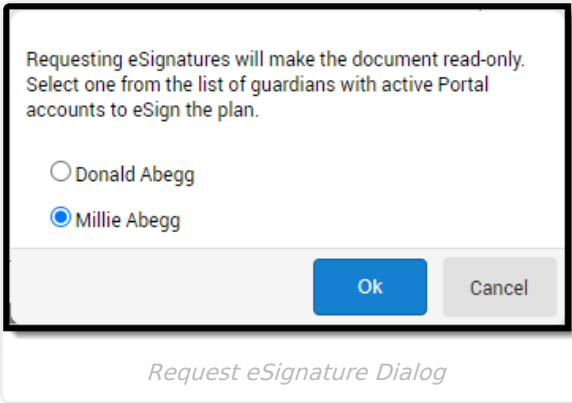 Requesting eSignatures will make the document read-only.
Select one from the list of guardians with active Portal
accounts to eSign the plan.
Donald Abegg
Millie Abegg
Ok
Cancel
Request eSignature Dialog